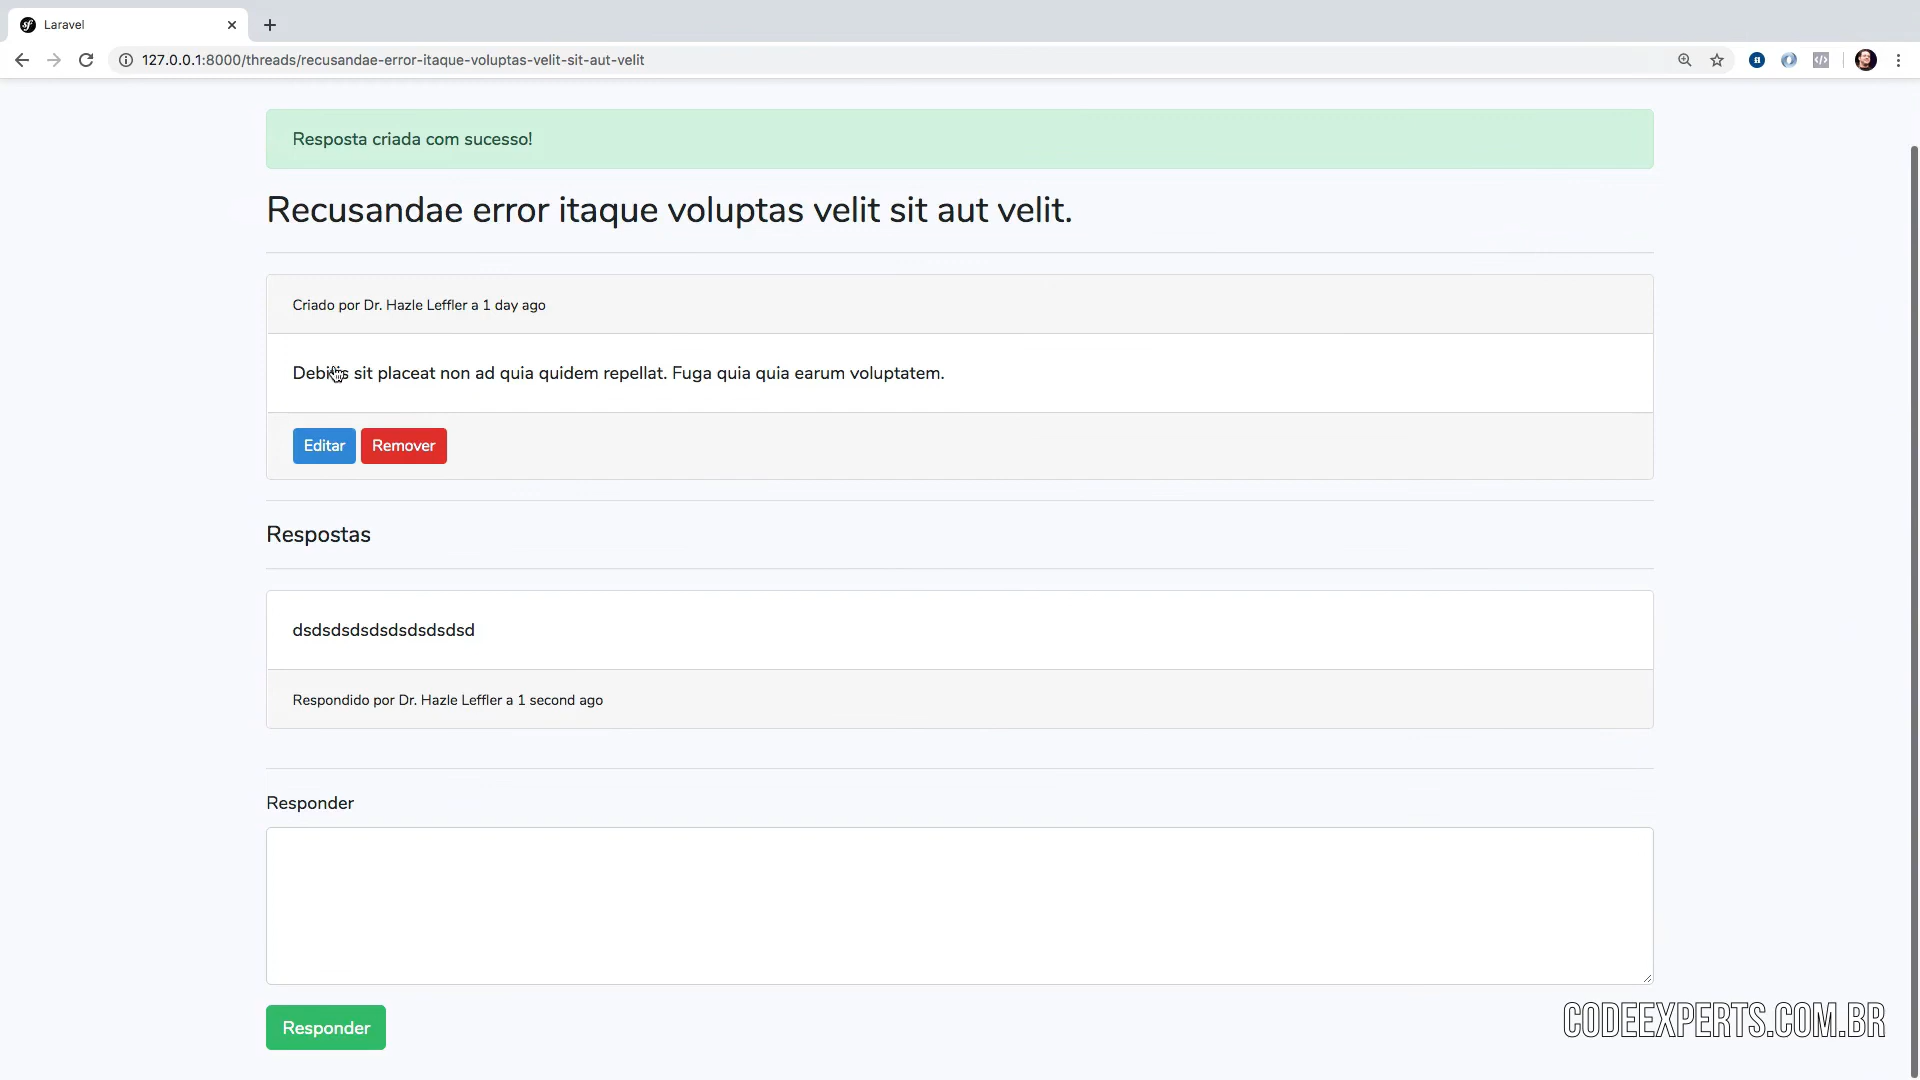 Laravel
127.0.0.1:8000/threads/recusandae-error-itaque-voluptas-velit-sit-aut-velit
Resposta criada com sucesso!
Recusandae error itaque voluptas velit sit aut velit.
Criado por Dr. Hazle Leffler a 1 day ago
Debitis sit placeat non ad quia quidem repellat. Fuga quia quia earum voluptatem.
Editar Remover
Respostas
dsdsdsdsdsdsdsdsdsd
Respondido por Dr. Hazle Leffler a 1 second ago
Responder
Responder
CODEEXPERTS.COM.BR